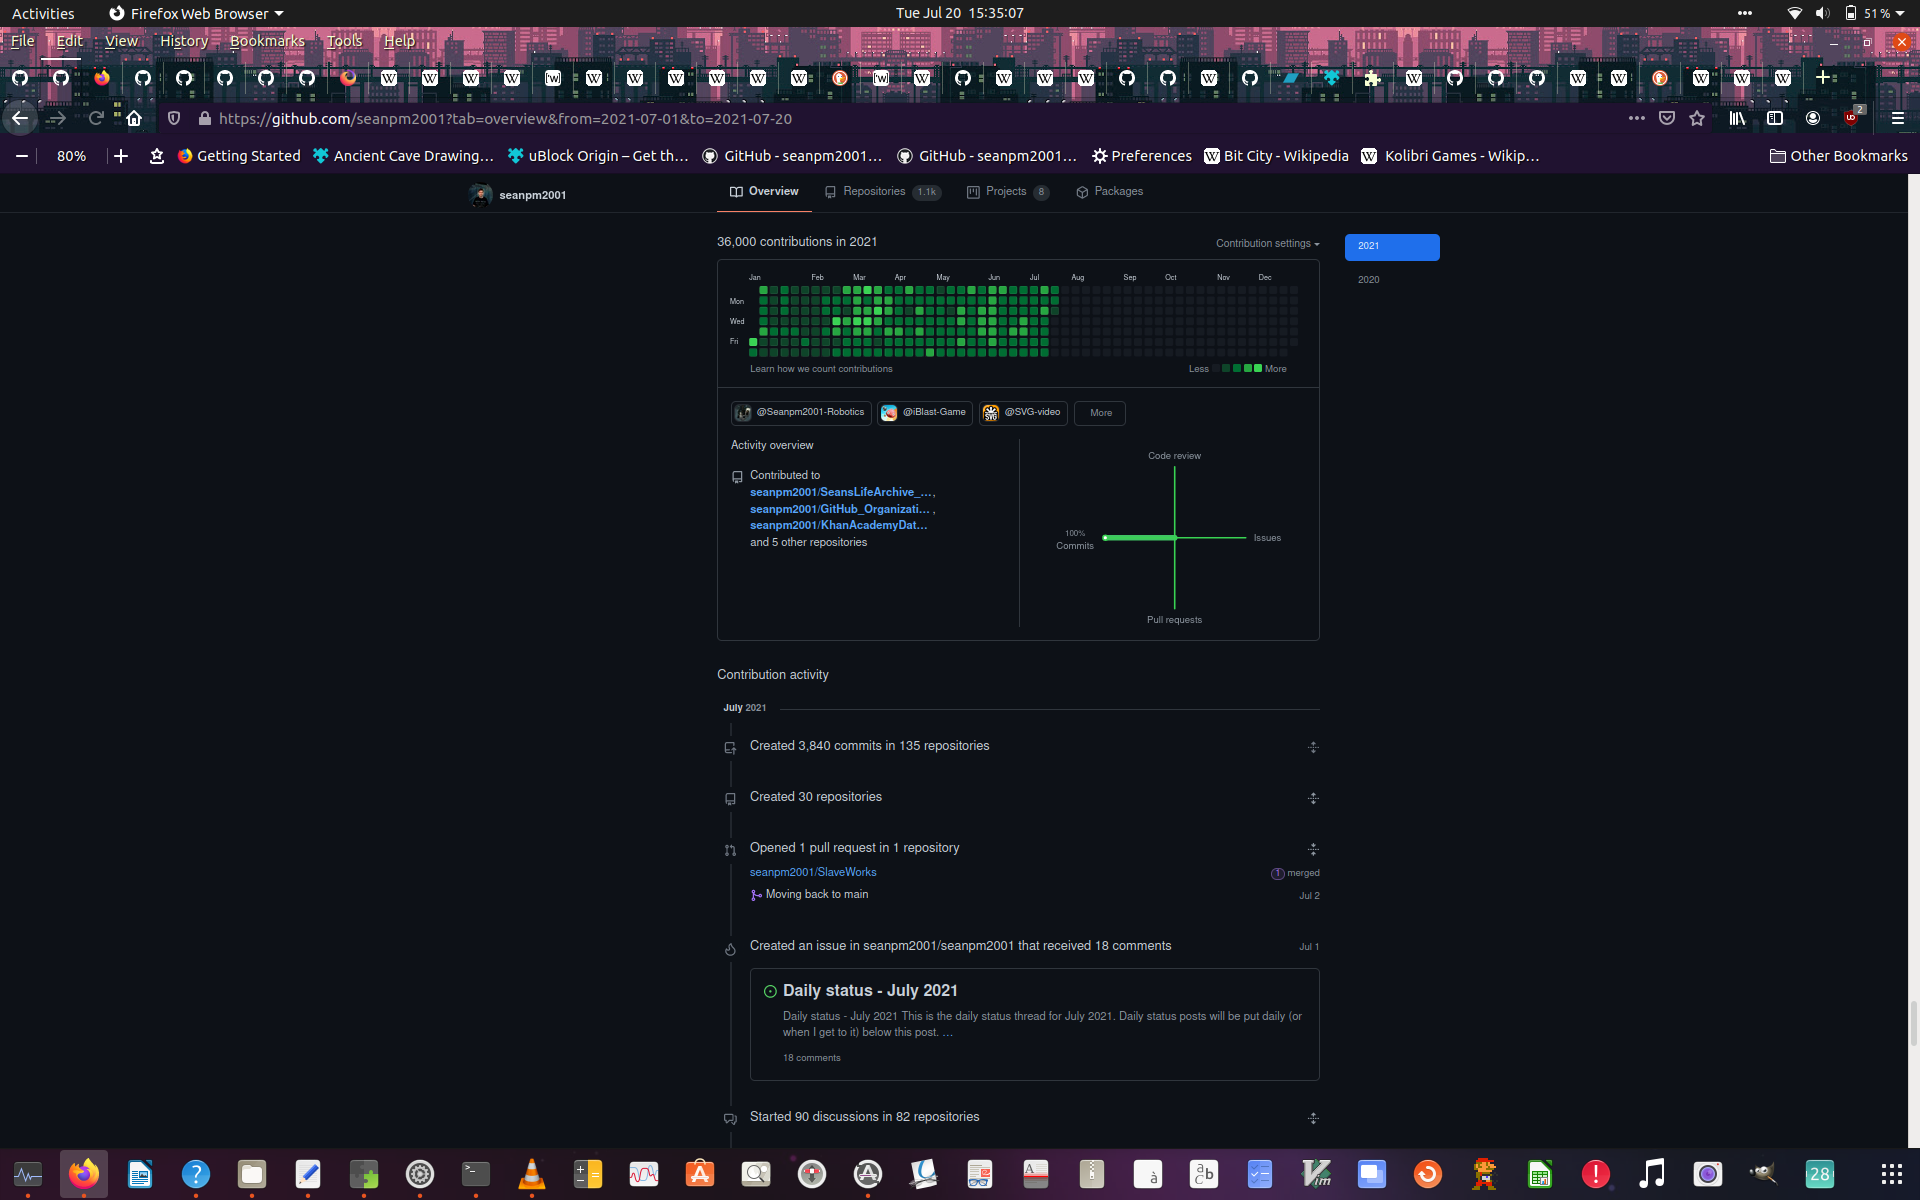 Activities Firefox Web Browser Tue Jul 20 15:35:07 51 %
File Edit View History Bookmarks Tools Help
https://github.com/seanpm2001?tab=overview&from=2021-07-01&to=2021-07-20 2
80% Getting Started Ancient Cave Drawing… uBlock Origin – Get th… GitHub - seanpm2001… GitHub - seanpm2001… Preferences Bit City - Wikipedia Kolibri Games - Wikip… Other Bookmarks
seanpm2001 Overview Repositories 1.1k Projects 8 Packages
36,000 contributions in 2021 Contribution settings 2021
2020
Jan Feb Mar Apr May Jun Jul Aug Sep Oct Nov Dec
Mon
Wed
Fri
Learn how we count contributions Less More
@Seanpm2001-Robotics @iBlast-Game @SVG-video More
Activity overview
Contributed to
seanpm2001/SeansLifeArchive_…,
seanpm2001/GitHub_Organizati… ,
seanpm2001/KhanAcademyDat…
and 5 other repositories
Code review
100%
Commits
Issues
Pull requests
Contribution activity
July 2021
Created 3,840 commits in 135 repositories
Created 30 repositories
Opened 1 pull request in 1 repository
seanpm2001/SlaveWorks 1 merged
Moving back to main Jul 2
Created an issue in seanpm2001/seanpm2001 that received 18 comments Jul 1
Daily status - July 2021
Daily status - July 2021 This is the daily status thread for July 2021. Daily status posts will be put daily (or
when I get to it) below this post. …
18 comments
Started 90 discussions in 82 repositories
28